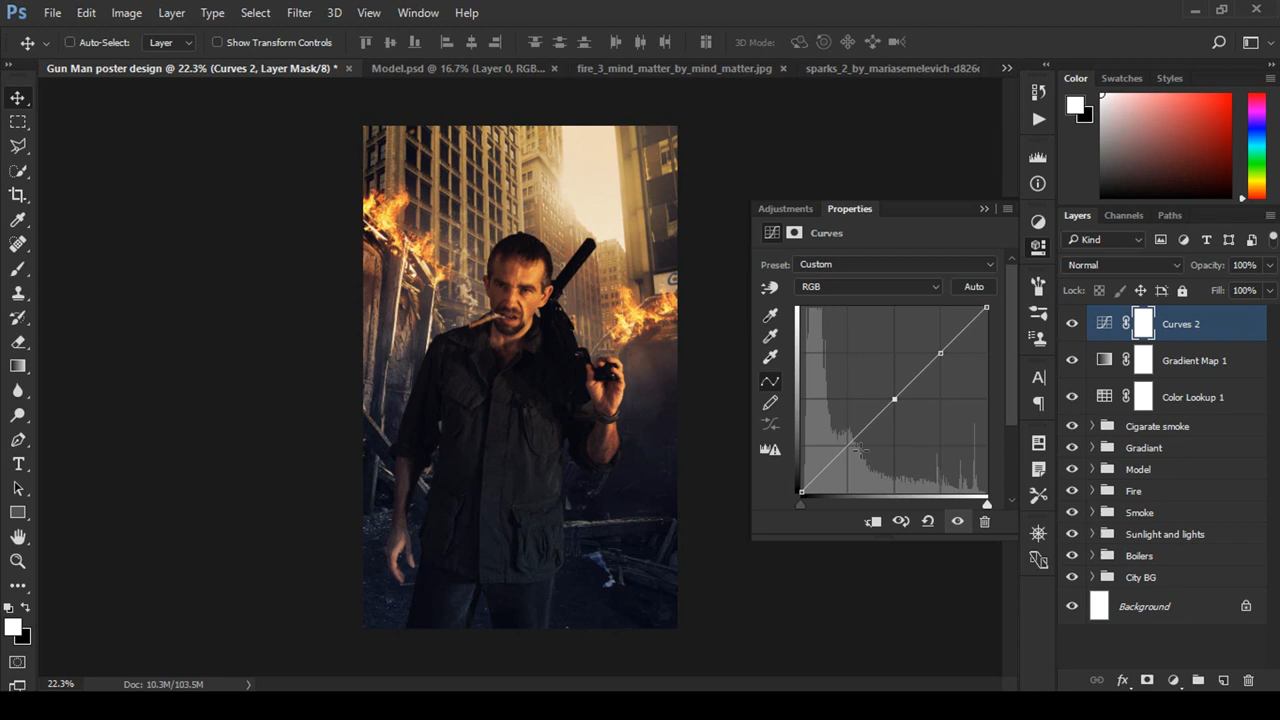 Ps File Edit Image Layer Type Select Filter 3D View Window Help
Auto-Select: Layer Show Transform Controls 3D Mode:
Gun Man poster design @ 22.3% (Curves 2, Layer Mask/8) * Model.psd @ 16.7% (Layer 0, RGB... fire_3_mind_matter_by_mind_matter.jpg sparks_2_by_mariasemelevich-d826
Color Swatches Styles
Adjustments Properties
Curves
Preset: Custom
RGB Auto
Layers Channels Paths
Kind
Normal Opacity: 100%
Lock: Fill: 100%
Curves 2
Gradient Map 1
Color Lookup 1
Cigarate smoke
Gradiant
Model
Fire
Smoke
Sunlight and lights
Boilers
City BG
Background
22.3% Doc: 10.3M/103.5M